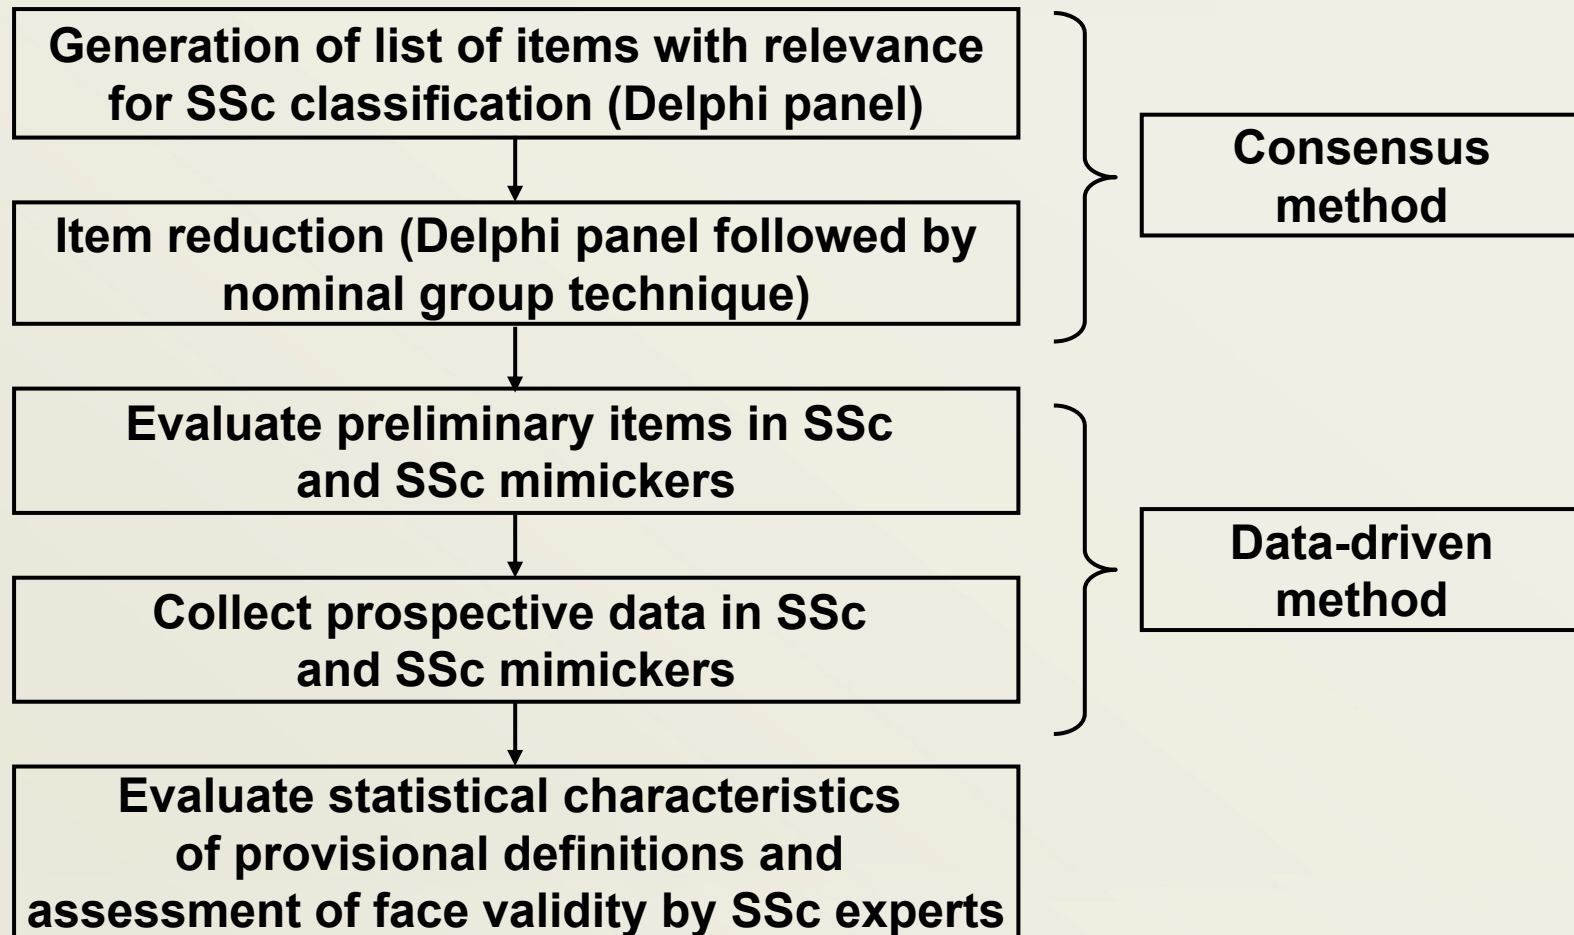 Generation of list of items with relevance
for SSc classification (Delphi panel)
Item reduction (Delphi panel followed by
nominal group technique)
Consensus
method
Evaluate preliminary items in SSc
and SSc mimickers
Collect prospective data in SSc
and SSc mimickers
Data-driven
method
Evaluate statistical characteristics
of provisional definitions and
assessment of face validity by SSc experts